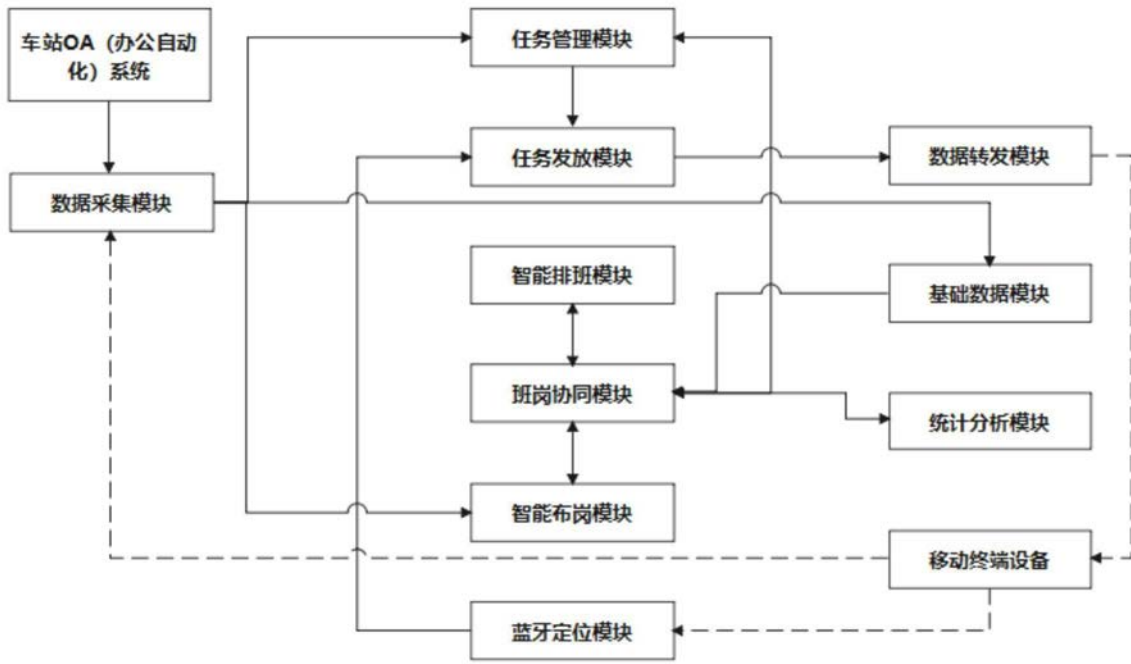 车站OA（办公自动
化）系统
任务管理模块
任务发放模块
数据转发模块
数据采集模块
智能排班模块
基础数据模块
班岗协同模块
统计分析模块
智能布岗模块
移动终端设备
蓝牙定位模块